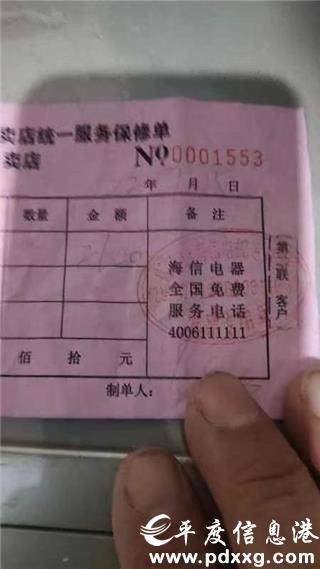 卖店统一服务保修单
卖店 № 0001553
年 月 日
数量 金额 备注
海信电器
全国免费
服务电话
4006111111
佰 拾 元
制单人：
(第二联 客户)
平度信息港
www.pdxxg.com